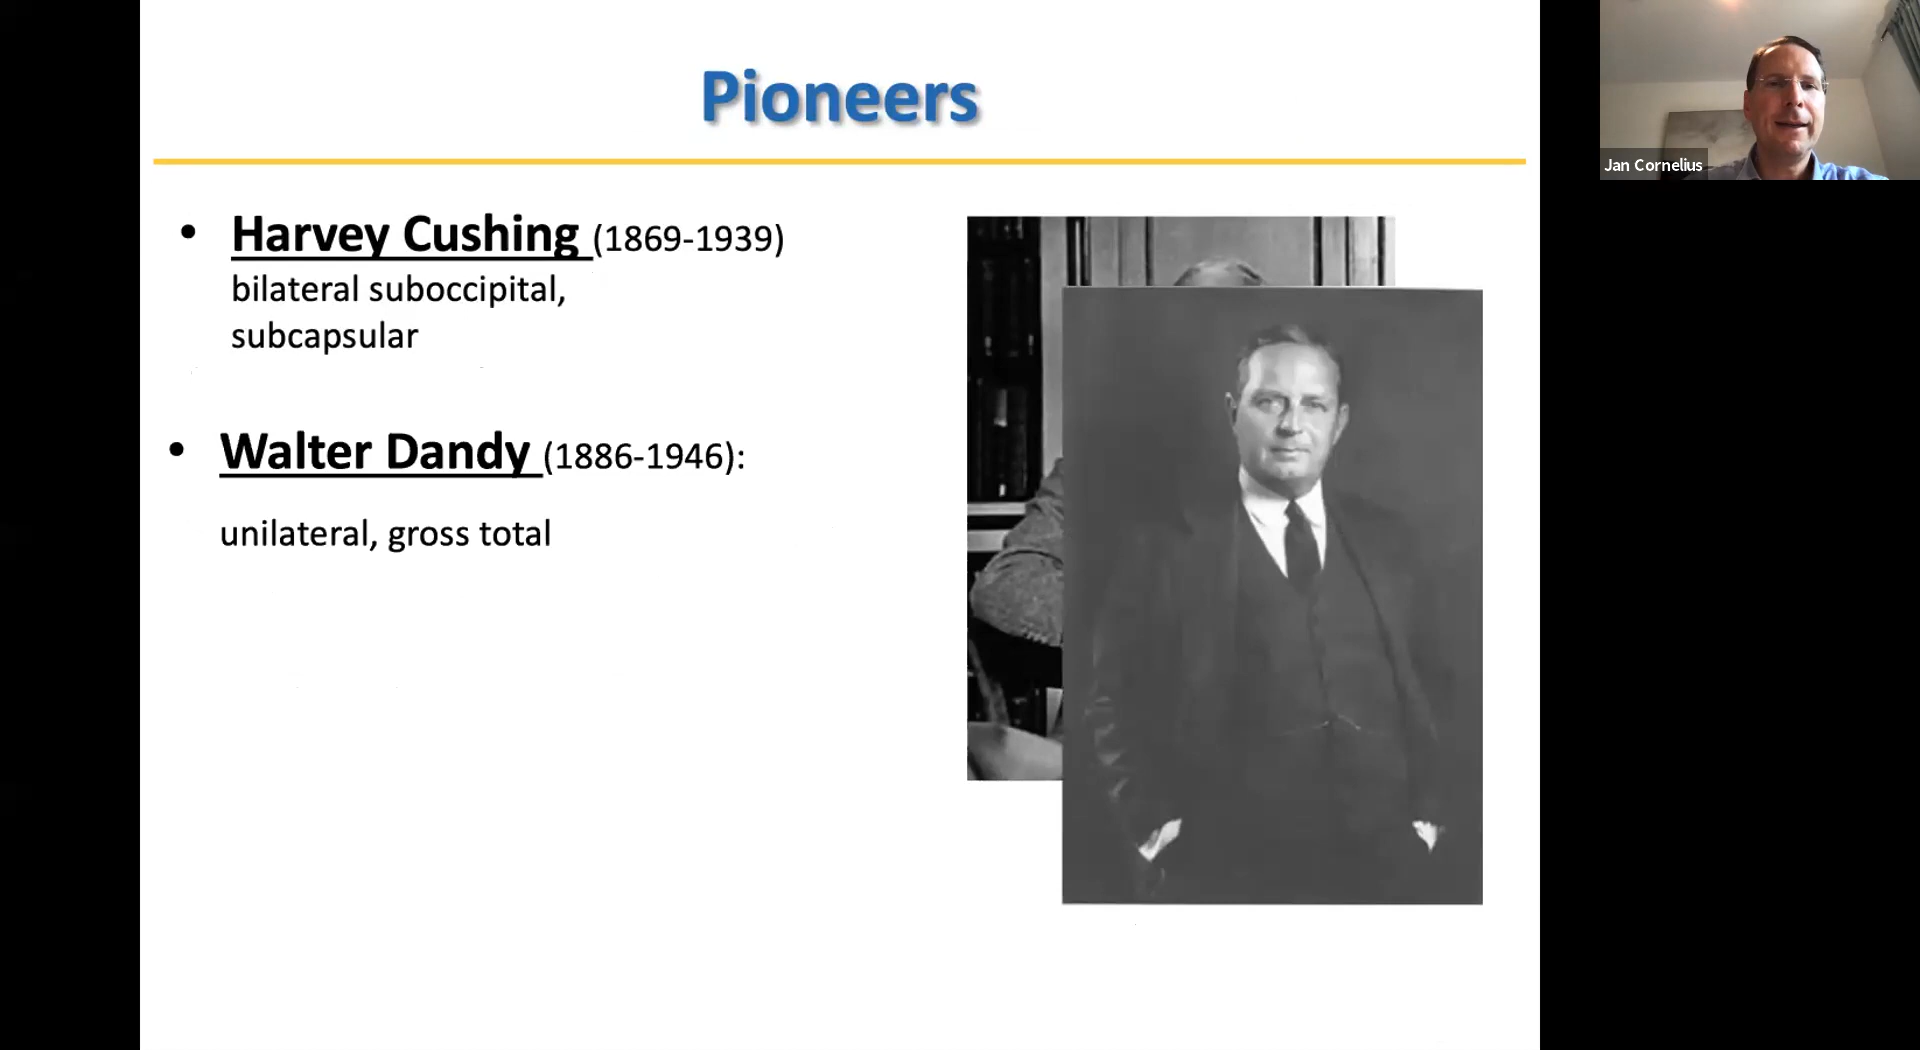 Pioneers
• Harvey Cushing (1869-1939)
bilateral suboccipital,
subcapsular
• Walter Dandy (1886-1946):
unilateral, gross total
Jan Cornelius